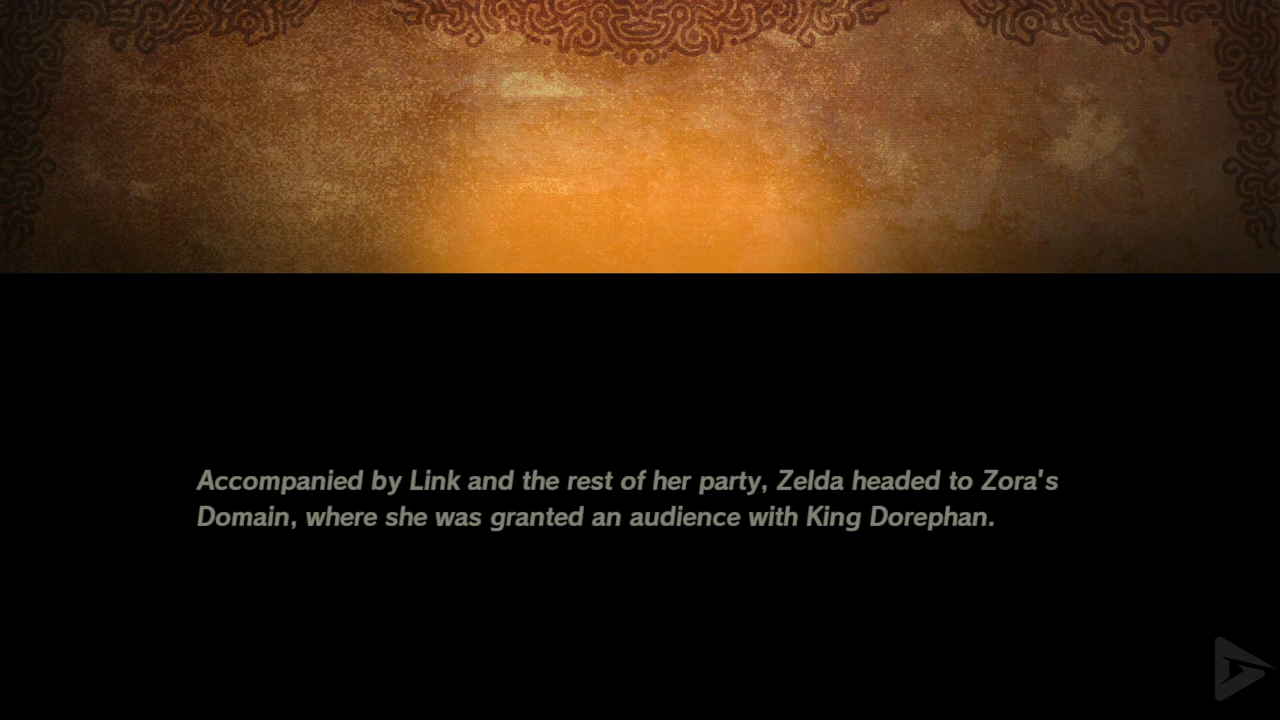 Accompanied by Link and the rest of her party, Zelda headed to Zora's
Domain, where she was granted an audience with King Dorephan.